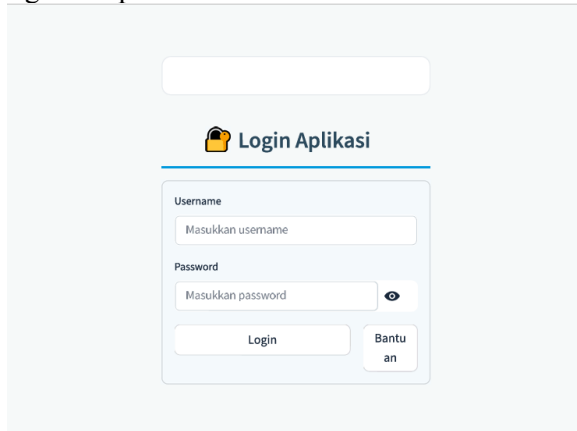 Login Aplikasi
Username
Masukkan username
Password
Masukkan password
Login
Bantu
an